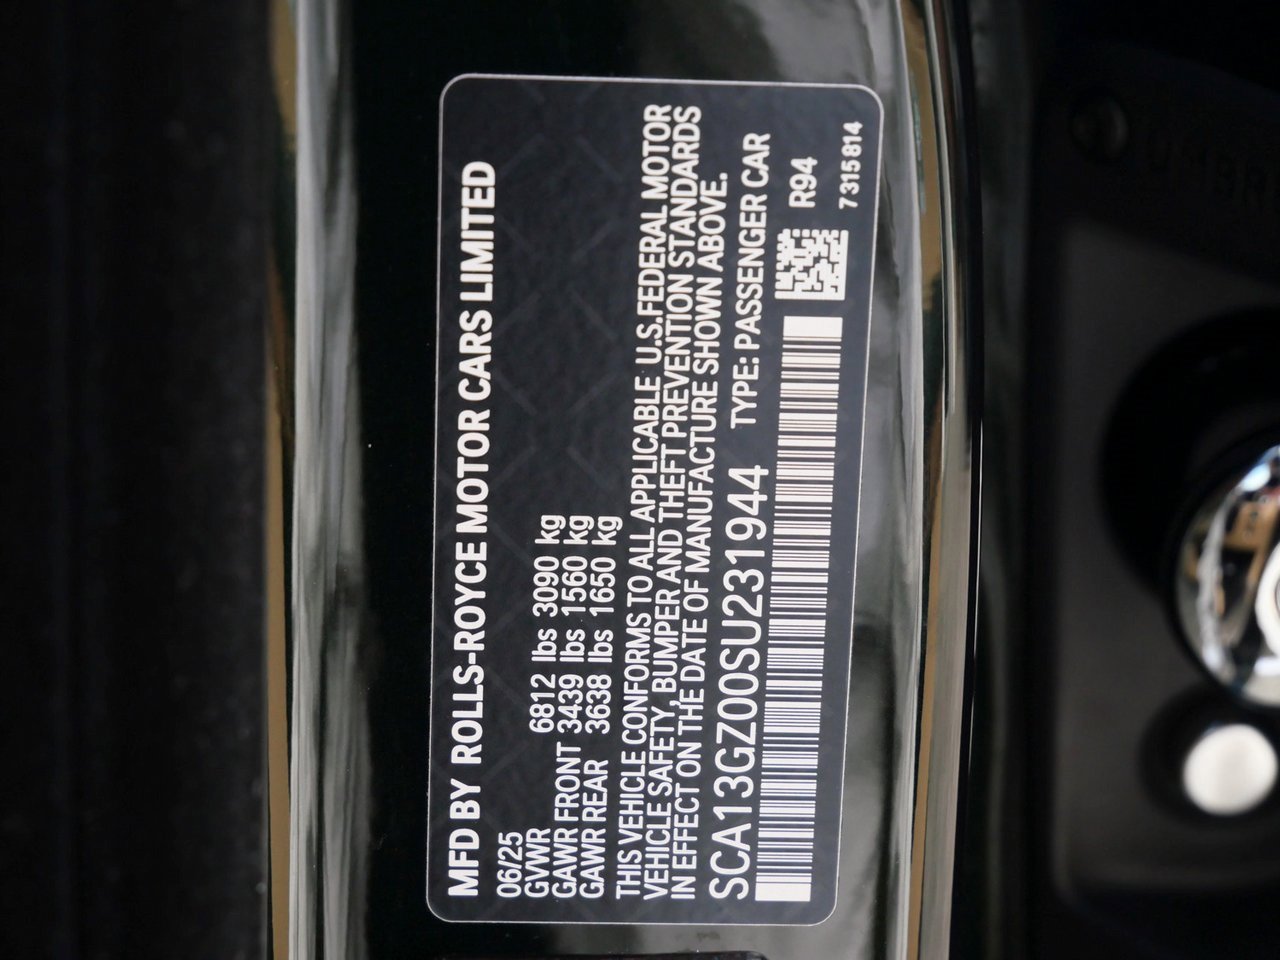 MFD BY ROLLS-ROYCE MOTOR CARS LIMITED
06/25
GVWR 6812 lbs 3090 kg
GAWR FRONT 3439 lbs 1560 kg
GAWR REAR 3638 lbs 1650 kg
THIS VEHICLE CONFORMS TO ALL APPLICABLE U.S.FEDERAL MOTOR
VEHICLE SAFETY, BUMPER AND THEFT PREVENTION STANDARDS
IN EFFECT ON THE DATE OF MANUFACTURE SHOWN ABOVE.
SCA13GZ00SU231944 TYPE: PASSENGER CAR
R94
7 315 814